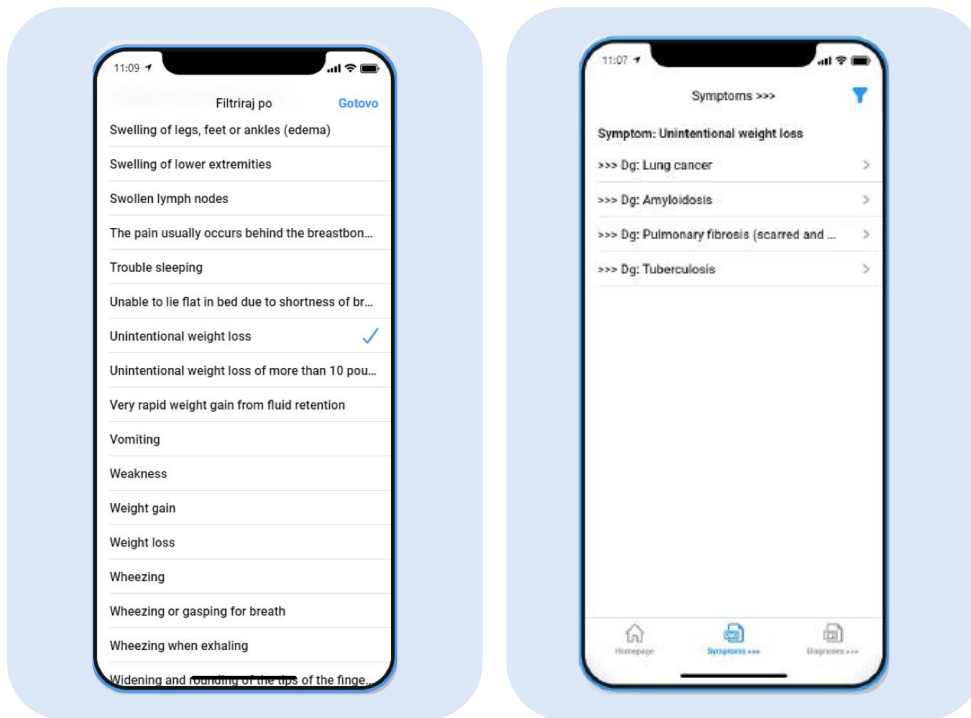 11:09
Filtriraj po
Gotovo
Swelling of legs, feet or ankles (edema)
Swelling of lower extremities
Swollen lymph nodes
The pain usually occurs behind the breastbon...
Trouble sleeping
Unable to lie flat in bed due to shortness of br...
Unintentional weight loss
Unintentional weight loss of more than 10 pou...
Very rapid weight gain from fluid retention
Vomiting
Weakness
Weight gain
Weight loss
Wheezing
Wheezing or gasping for breath
Wheezing when exhaling
Widening and rounding of the tips of the finge...
11:07
Symptoms >>>
Symptom: Unintentional weight loss
>>> Dg: Lung cancer
>>> Dg: Amyloidosis
>>> Dg: Pulmonary fibrosis (scarred and ...
>>> Dg: Tuberculosis
Homepage
Symptoms >>>
Diagnoses >>>